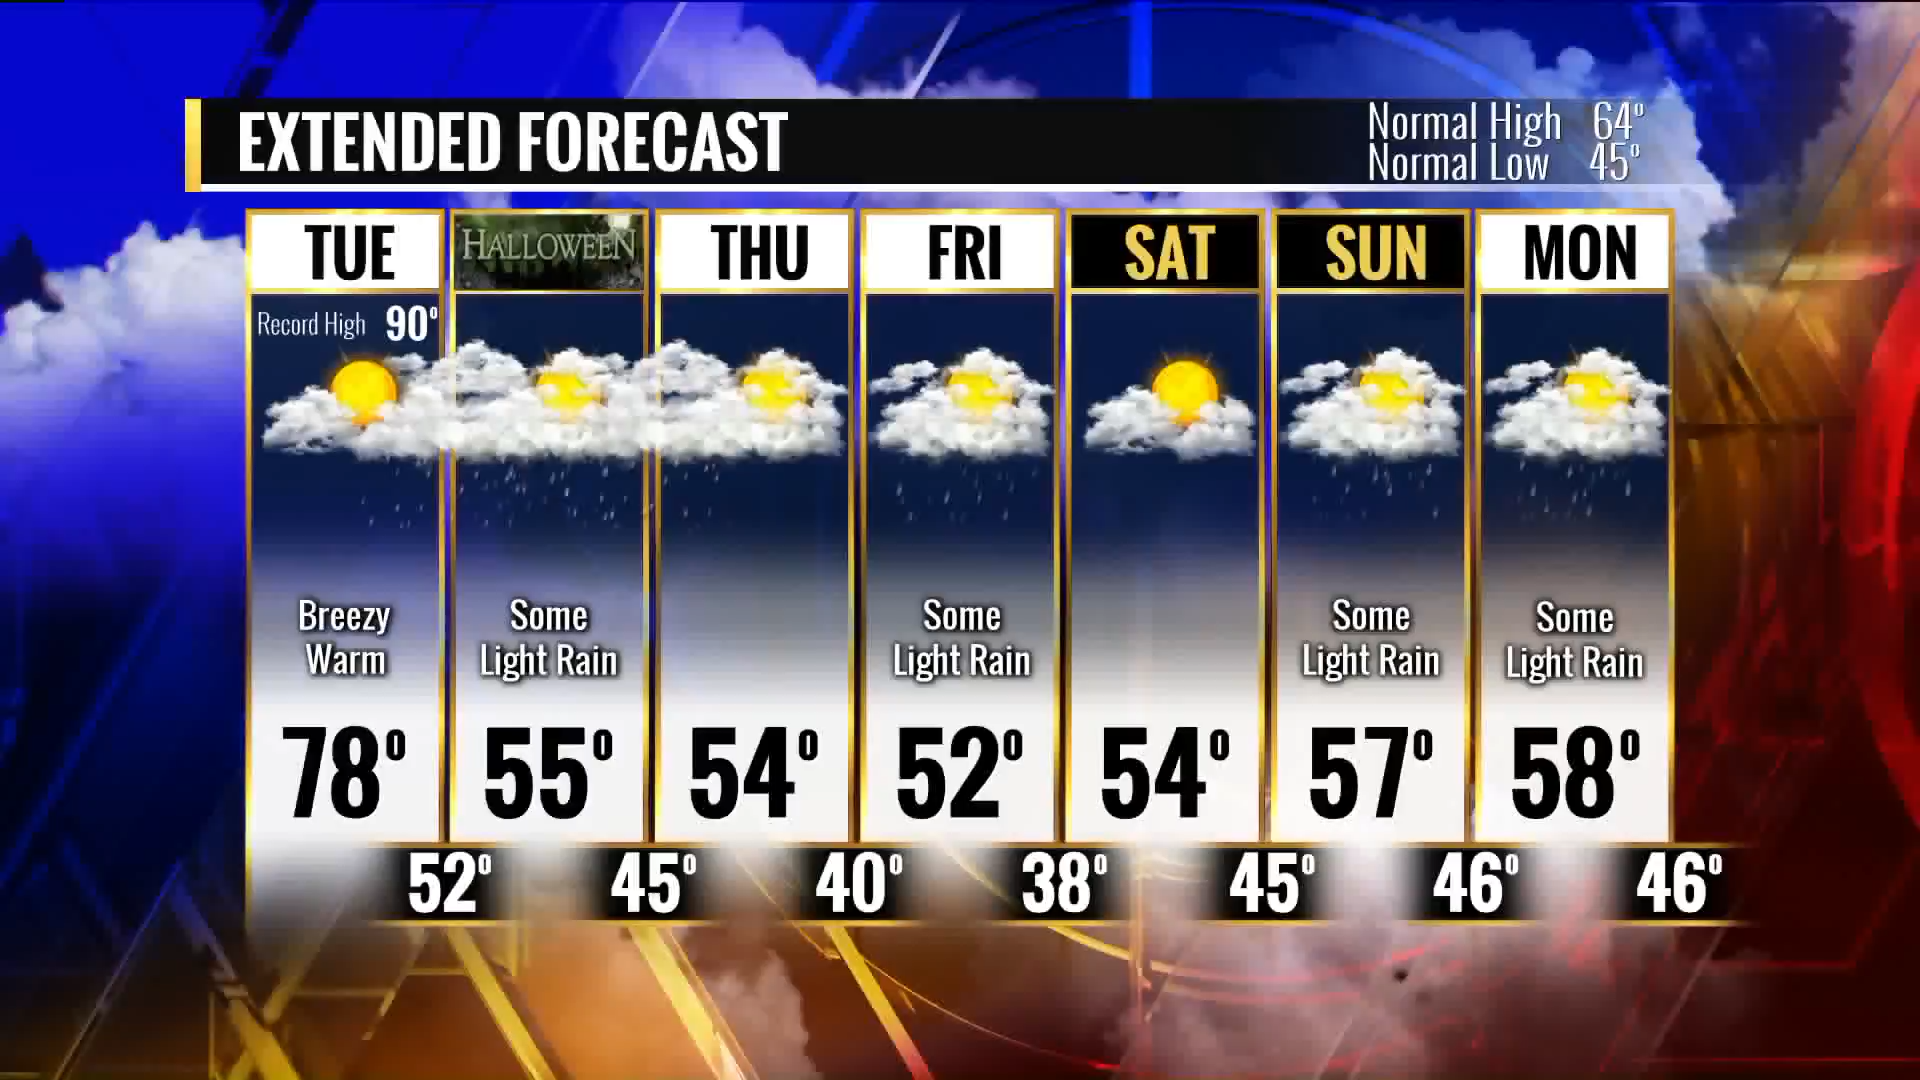 EXTENDED FORECAST
Normal High 64°
Normal Low 45°
TUE
HALLOWEEN
THU
FRI
SAT
SUN
MON
Record High 90°
Breezy
Warm
Some
Light Rain
Some
Light Rain
Some
Light Rain
Some
Light Rain
78°
55°
54°
52°
54°
57°
58°
52°
45°
40°
38°
45°
46°
46°